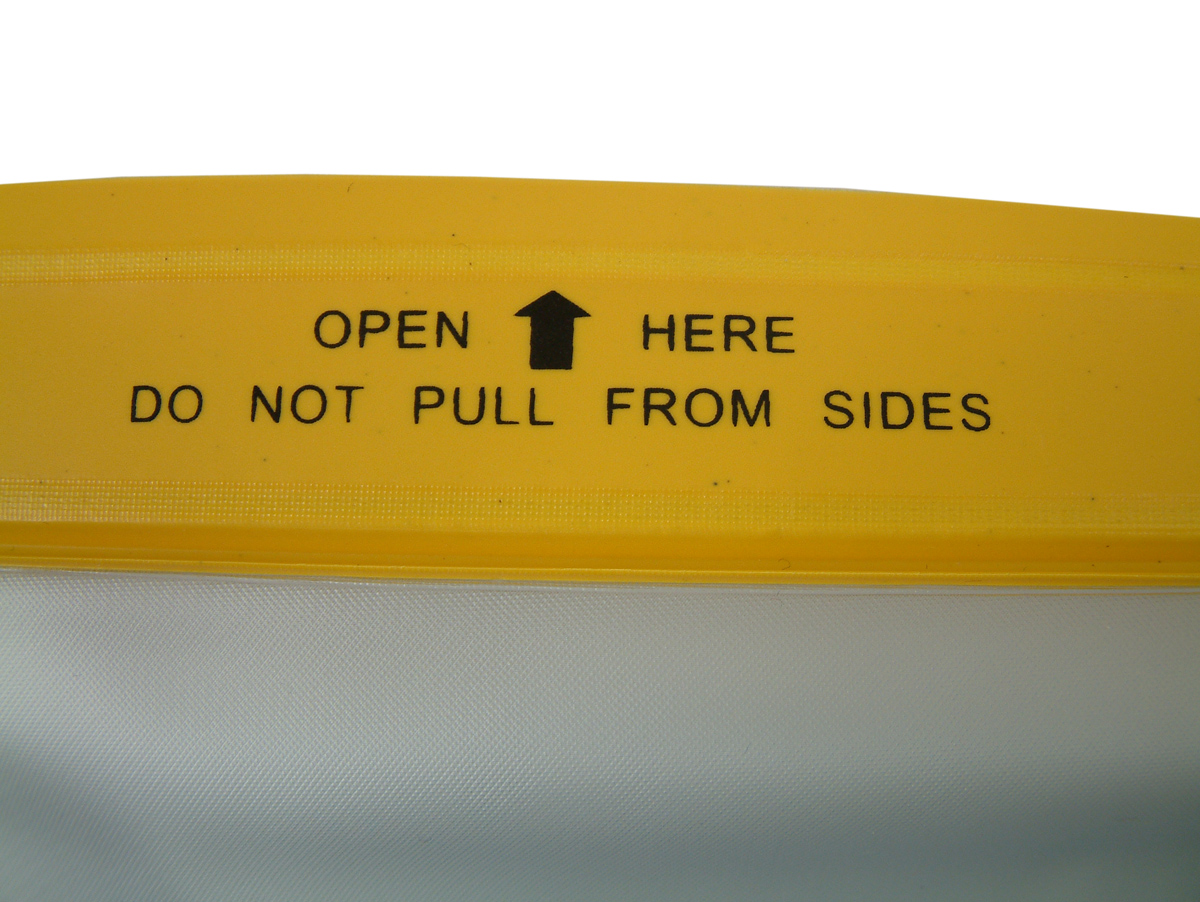 OPEN HERE
DO NOT PULL FROM SIDES